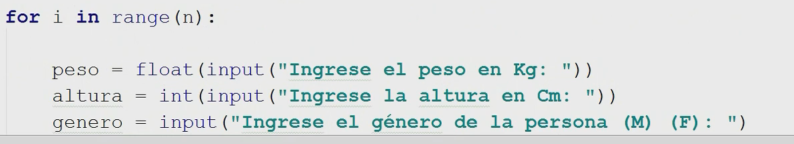 for i in range(n):
peso = float(input("Ingrese el peso en Kg: "))
altura = int(input("Ingrese la altura en Cm: "))
genero = input("Ingrese el género de la persona (M) (F): ")